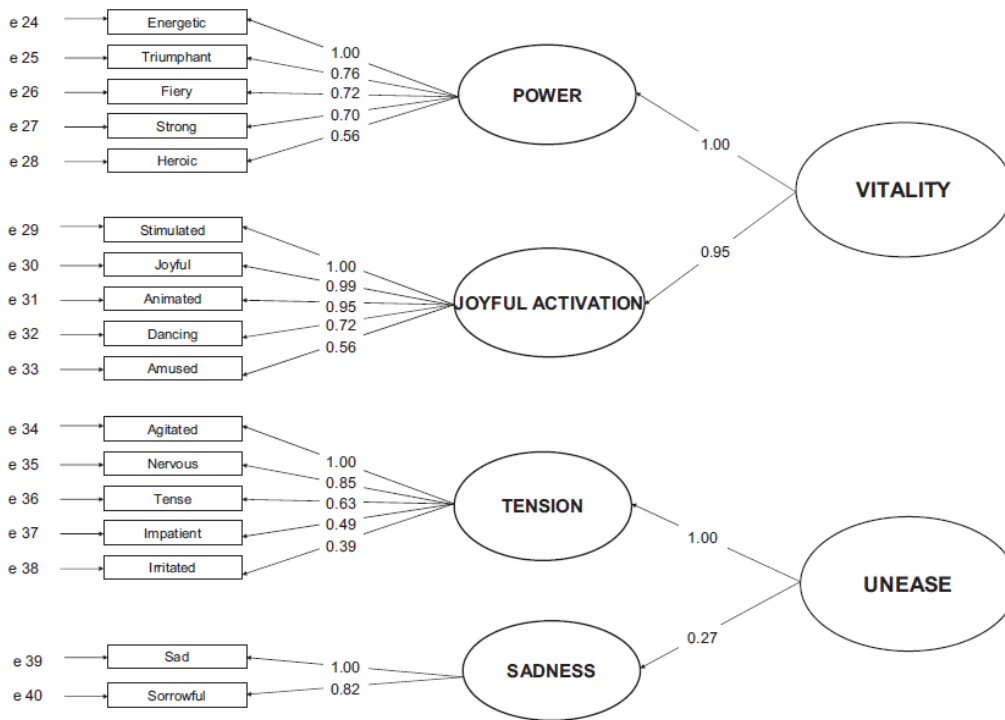 e 24 Energetic
e 25 Triumphant
e 26 Fiery
e 27 Strong
e 28 Heroic
1.00
0.76
0.72
0.70
0.56
POWER
1.00
VITALITY
0.95
e 29 Stimulated
e 30 Joyful
e 31 Animated
e 32 Dancing
e 33 Amused
1.00
0.99
0.95
0.72
0.56
JOYFUL ACTIVATION
e 34 Agitated
e 35 Nervous
e 36 Tense
e 37 Impatient
e 38 Irritated
1.00
0.85
0.63
0.49
0.39
TENSION
1.00
UNEASE
0.27
e 39 Sad
e 40 Sorrowful
1.00
0.82
SADNESS